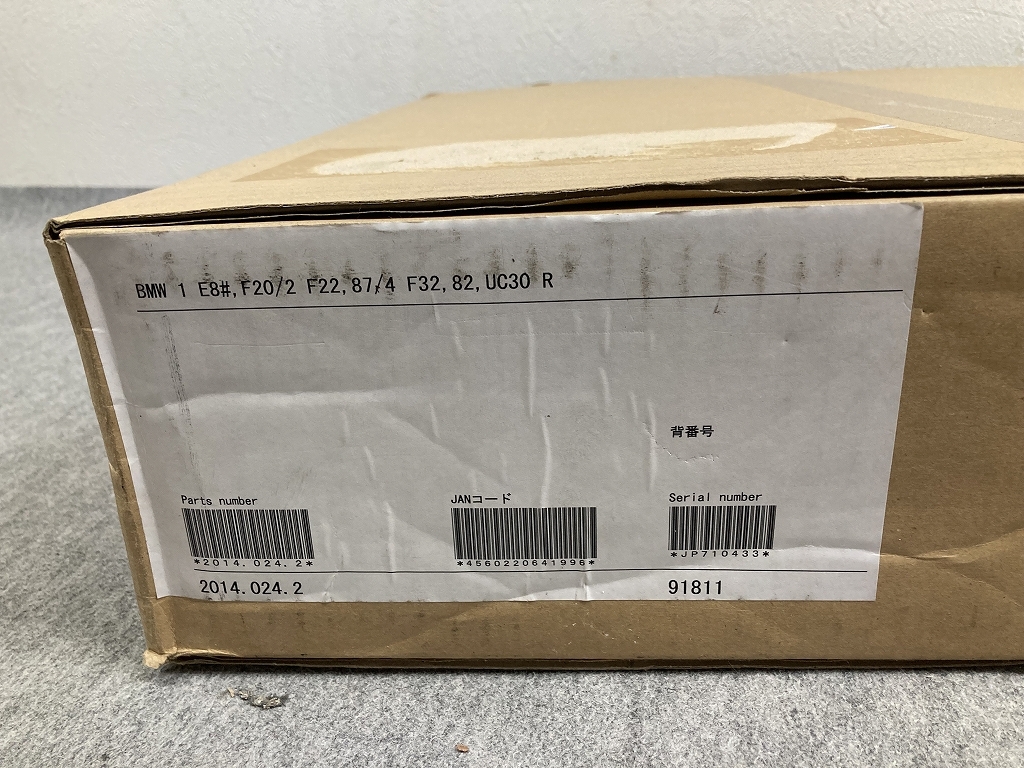 BMW 1 E8#,F20/2 F22,87/4 F32,82,UC30 R
背番号
Parts number
JANコード
Serial number
*2014.024.2*
*4560220641996*
*JP710433*
2014.024.2
91811